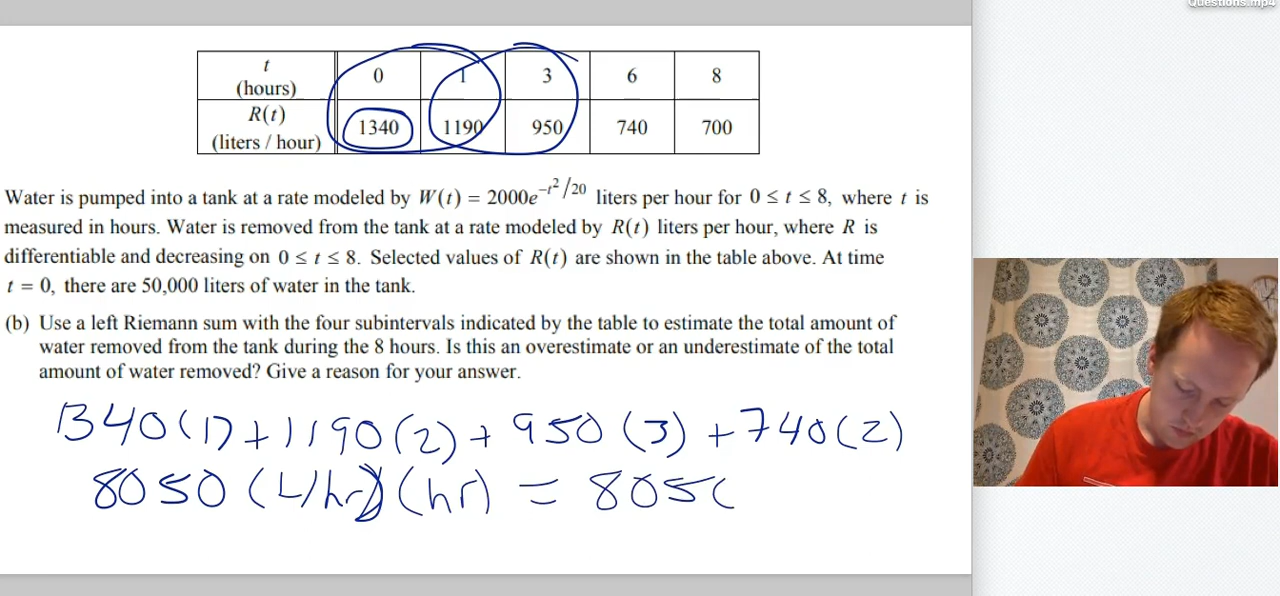 Questions.mp4
t (hours) 0 1 3 6 8
R(t) (liters / hour) 1340 1190 950 740 700
Water is pumped into a tank at a rate modeled by W(t) = 2000e^{-t²/20} liters per hour for 0 ≤ t ≤ 8, where t is
measured in hours. Water is removed from the tank at a rate modeled by R(t) liters per hour, where R is
differentiable and decreasing on 0 ≤ t ≤ 8. Selected values of R(t) are shown in the table above. At time
t = 0, there are 50,000 liters of water in the tank.
(b) Use a left Riemann sum with the four subintervals indicated by the table to estimate the total amount of
water removed from the tank during the 8 hours. Is this an overestimate or an underestimate of the total
amount of water removed? Give a reason for your answer.
1340(1)+1190(2)+950(3)+740(2)
8050 (L/hr)(hr) = 805(